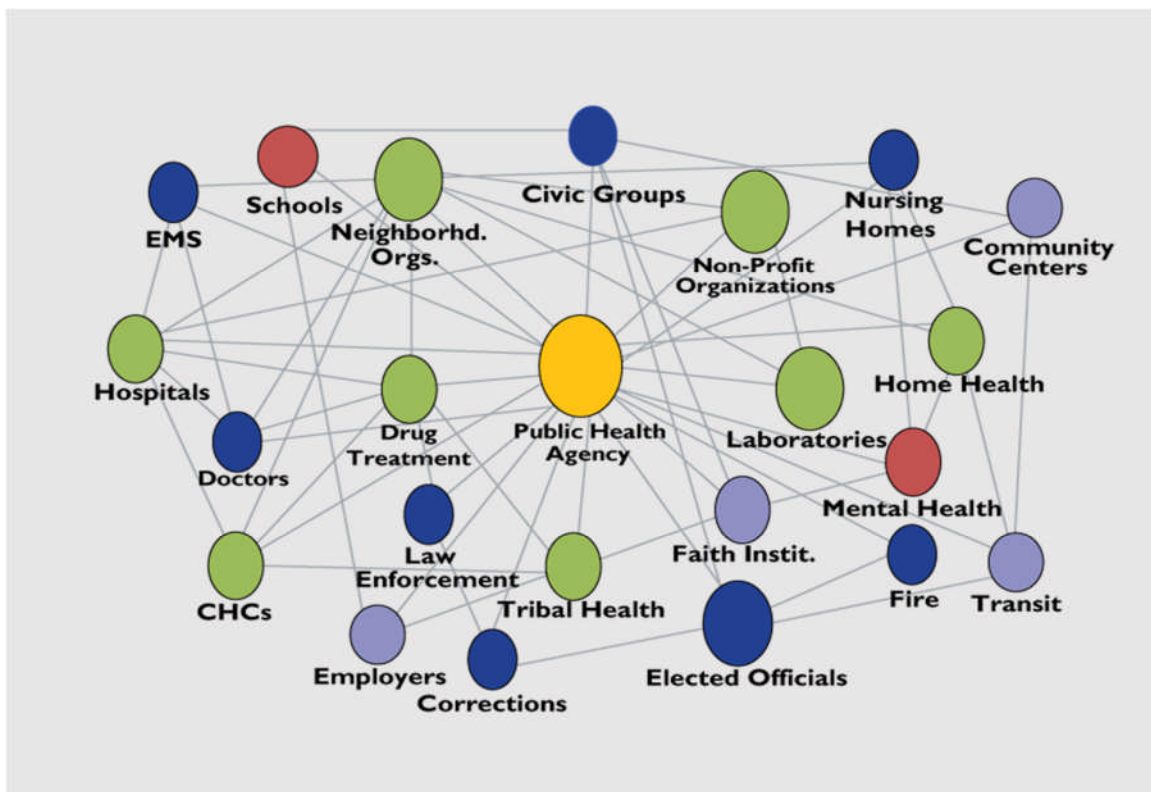 Civic Groups
Schools
Neighborhd.
Orgs.
EMS
Nursing
Homes
Community
Centers
Non-Profit
Organizations
Hospitals
Home Health
Drug
Treatment
Public Health
Agency
Laboratories
Doctors
Mental Health
Law
Enforcement
Faith Instit.
CHCs
Tribal Health
Fire
Transit
Employers
Elected Officials
Corrections